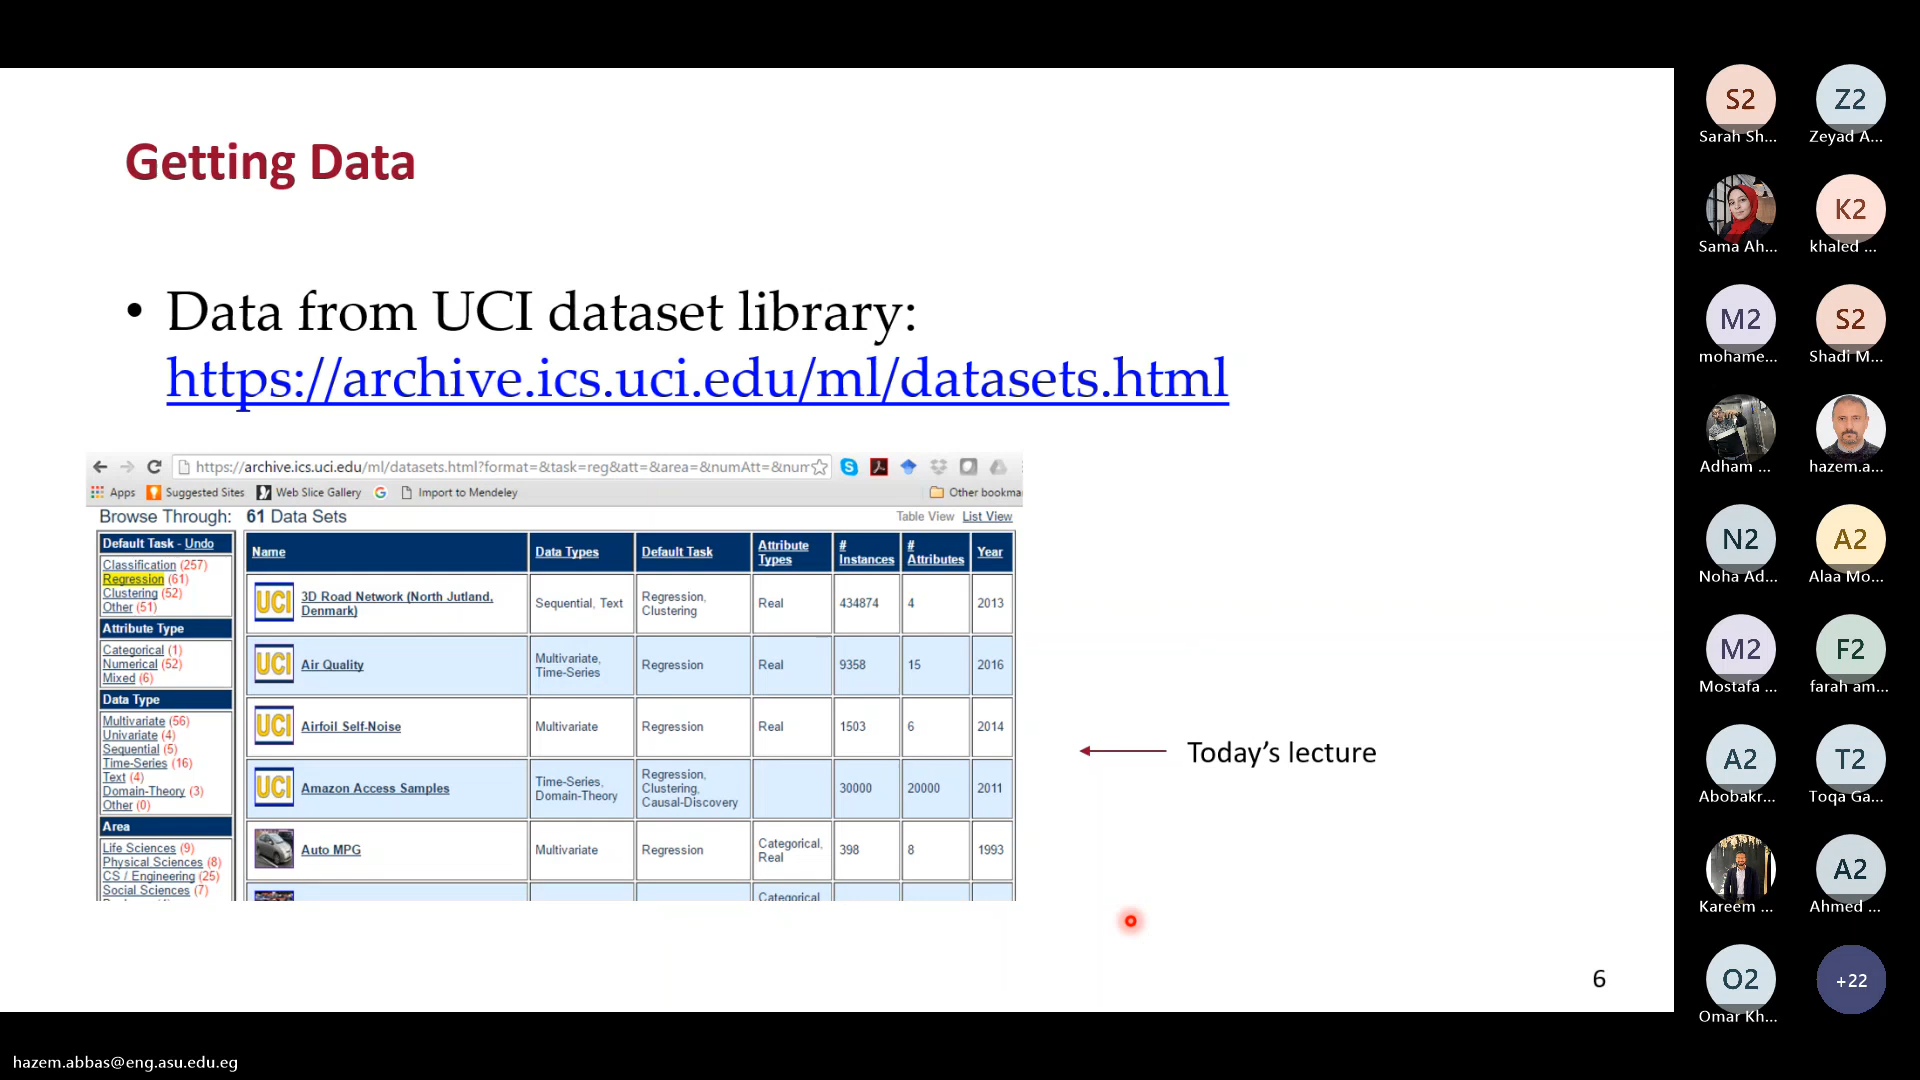 Getting Data
• Data from UCI dataset library:
https://archive.ics.uci.edu/ml/datasets.html
https://archive.ics.uci.edu/ml/datasets.html?format=&task=reg&att=&area=&numAtt=&num
Apps Suggested Sites Web Slice Gallery Import to Mendeley Other bookma
Browse Through: 61 Data Sets Table View List View
Default Task - Undo
Classification (257)
Regression (61)
Clustering (52)
Other (51)
Attribute Type
Categorical (1)
Numerical (52)
Mixed (6)
Data Type
Multivariate (56)
Univariate (4)
Sequential (5)
Time-Series (16)
Text (4)
Domain-Theory (3)
Other (0)
Area
Life Sciences (9)
Physical Sciences (8)
CS / Engineering (25)
Social Sciences (7)
Name Data Types Default Task Attribute Types # Instances # Attributes Year
UCI 3D Road Network (North Jutland, Denmark) Sequential, Text Regression, Clustering Real 434874 4 2013
UCI Air Quality Multivariate, Time-Series Regression Real 9358 15 2016
UCI Airfoil Self-Noise Multivariate Regression Real 1503 6 2014
UCI Amazon Access Samples Time-Series, Domain-Theory Regression, Clustering, Causal-Discovery 30000 20000 2011
Auto MPG Multivariate Regression Categorical, Real 398 8 1993
Categorical
Today's lecture
6
S2 Z2
Sarah Sh... Zeyad A...
K2
Sama Ah... khaled ...
M2 S2
mohame... Shadi M...
Adham ... hazem.a...
N2 A2
Noha Ad... Alaa Mo...
M2 F2
Mostafa ... farah am...
A2 T2
Abobakr... Toqa Ga...
A2
Kareem ... Ahmed ...
O2 +22
Omar Kh...
hazem.abbas@eng.asu.edu.eg